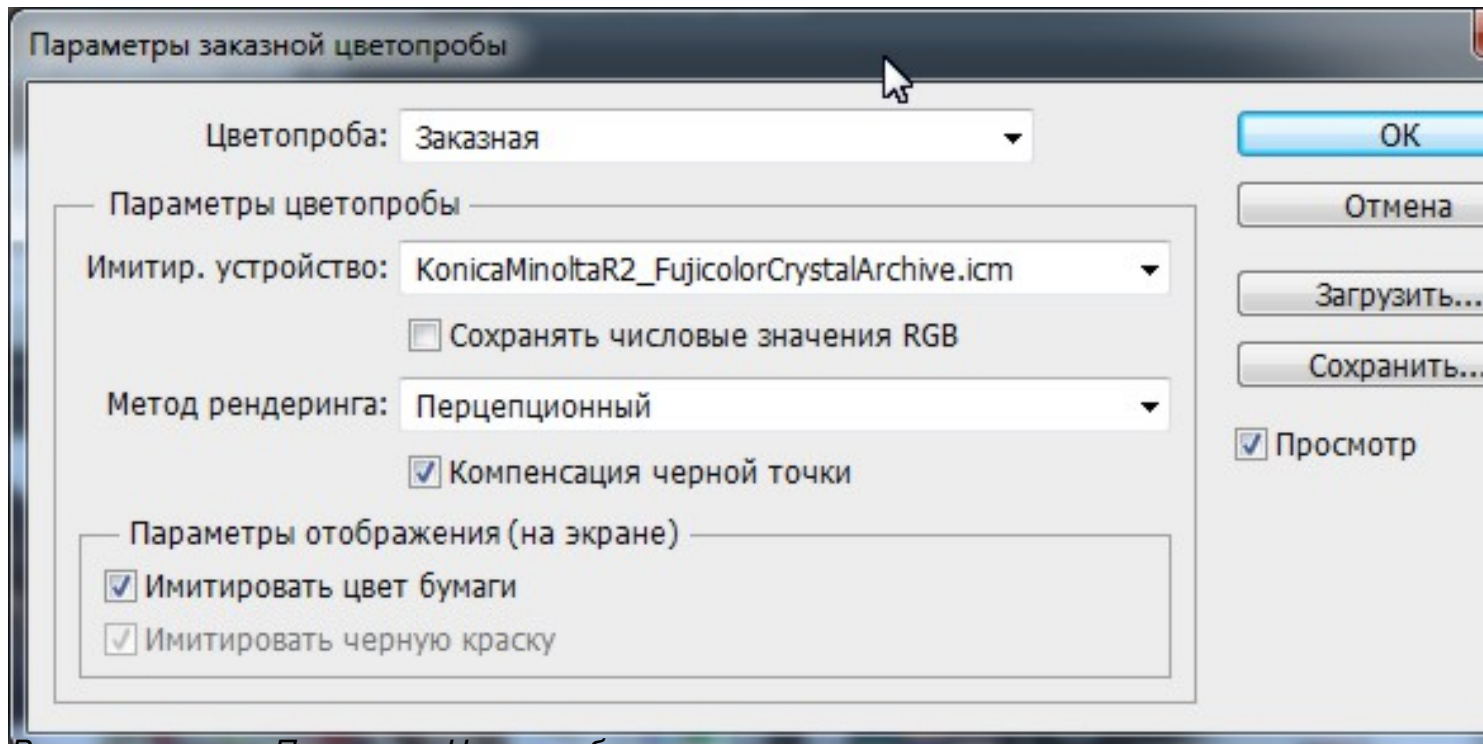 Параметры заказной цветопробы
Цветопроба: Заказная
OK
Параметры цветопробы
Отмена
Имитир. устройство: KonicaMinoltaR2_FujicolorCrystalArchive.icm
Загрузить...
Сохранять числовые значения RGB
Сохранить...
Метод рендеринга: Перцепционный
Просмотр
Компенсация черной точки
Параметры отображения (на экране)
Имитировать цвет бумаги
Имитировать черную краску